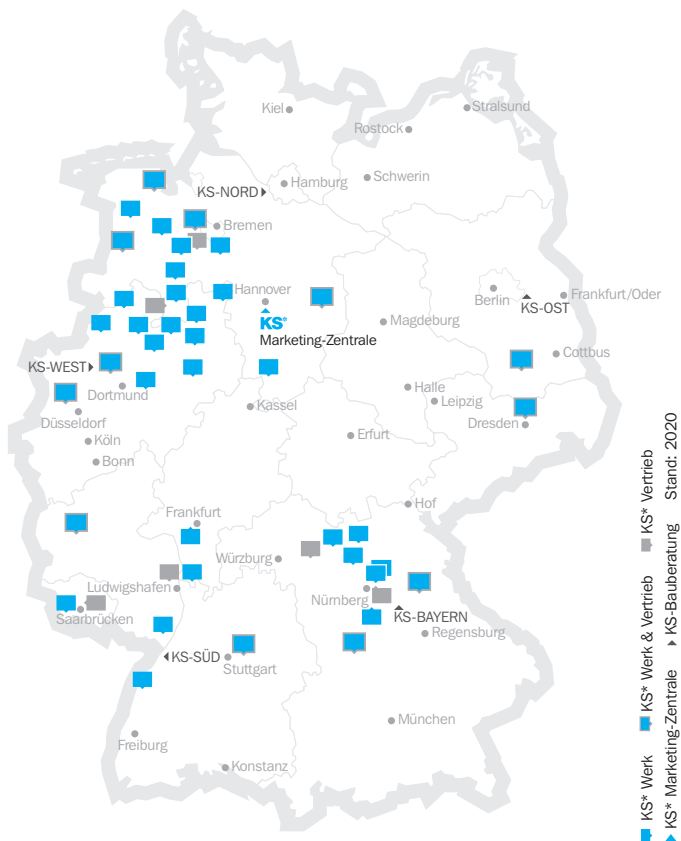 Kiel
Stralsund
Rostock
Schwerin
Hamburg
KS-NORD
Bremen
Hannover
Berlin
Frankfurt/Oder
KS-OST
KS*
Marketing-Zentrale
Magdeburg
Cottbus
KS-WEST
Dortmund
Halle
Leipzig
Kassel
Düsseldorf
Dresden
Köln
Erfurt
Bonn
Hof
Frankfurt
Würzburg
Ludwigshafen
Nürnberg
Saarbrücken
KS-BAYERN
Regensburg
KS-SÜD
Stuttgart
München
Freiburg
Konstanz
KS* Werk KS* Werk & Vertrieb KS* Vertrieb
KS* Marketing-Zentrale KS-Bauberatung Stand: 2020